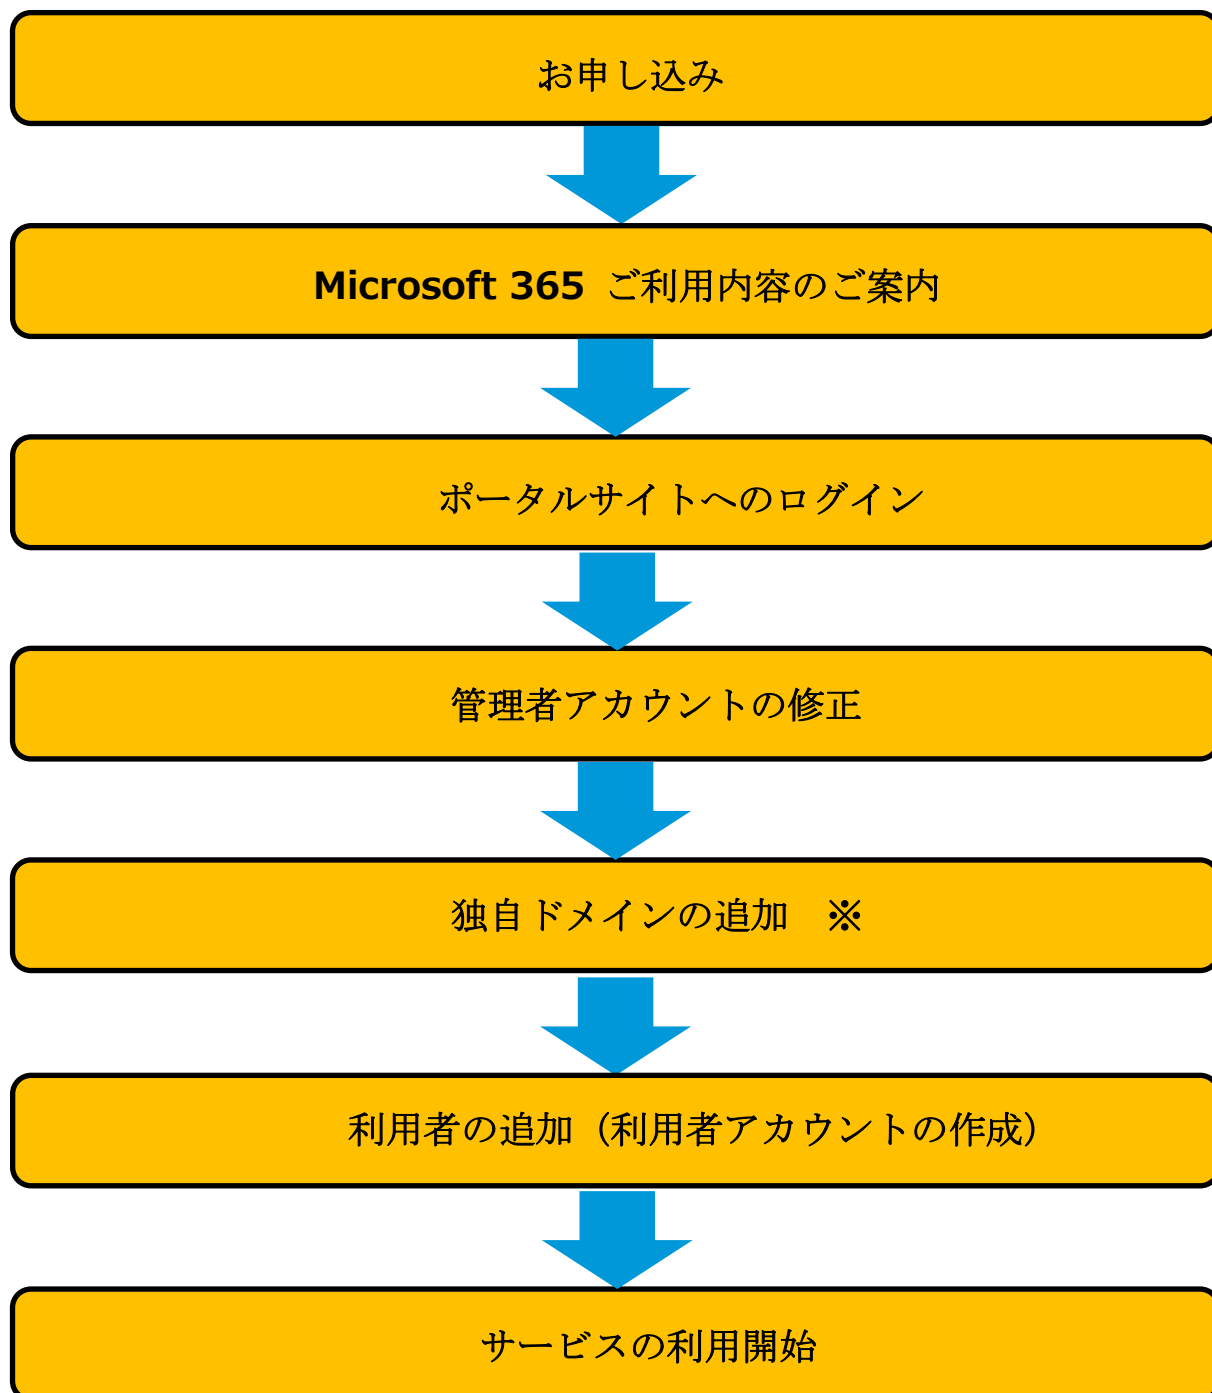 お申し込み
Microsoft 365 ご利用内容のご案内
ポータルサイトへのログイン
管理者アカウントの修正
独自ドメインの追加　※
利用者の追加（利用者アカウントの作成）
サービスの利用開始